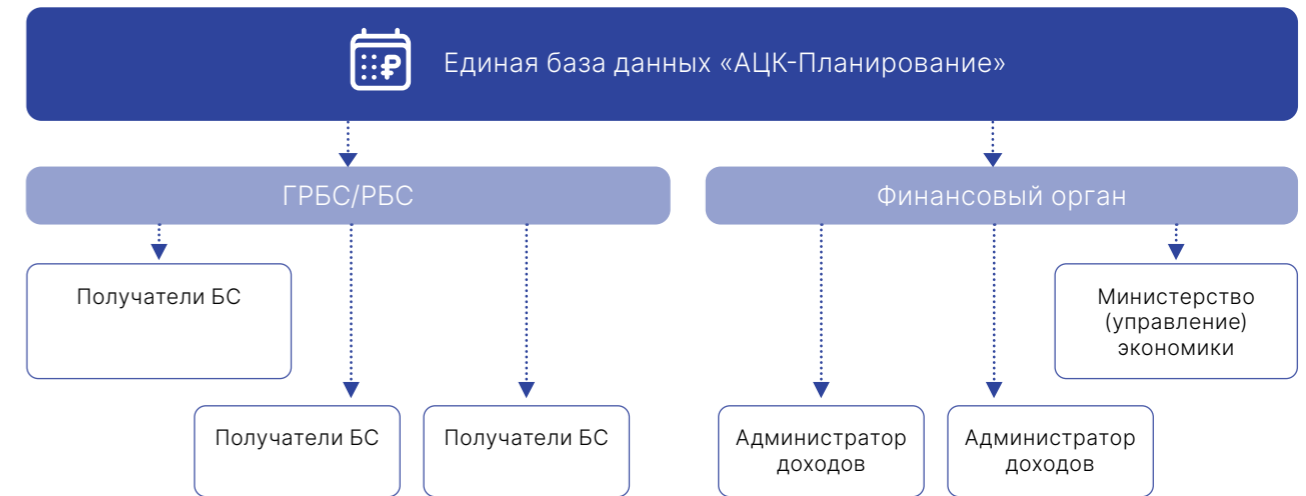 Единая база данных «АЦК-Планирование»
ГРБС/РБС
Финансовый орган
Получатели БС
Министерство
(управление)
экономики
Получатели БС
Получатели БС
Администратор
доходов
Администратор
доходов